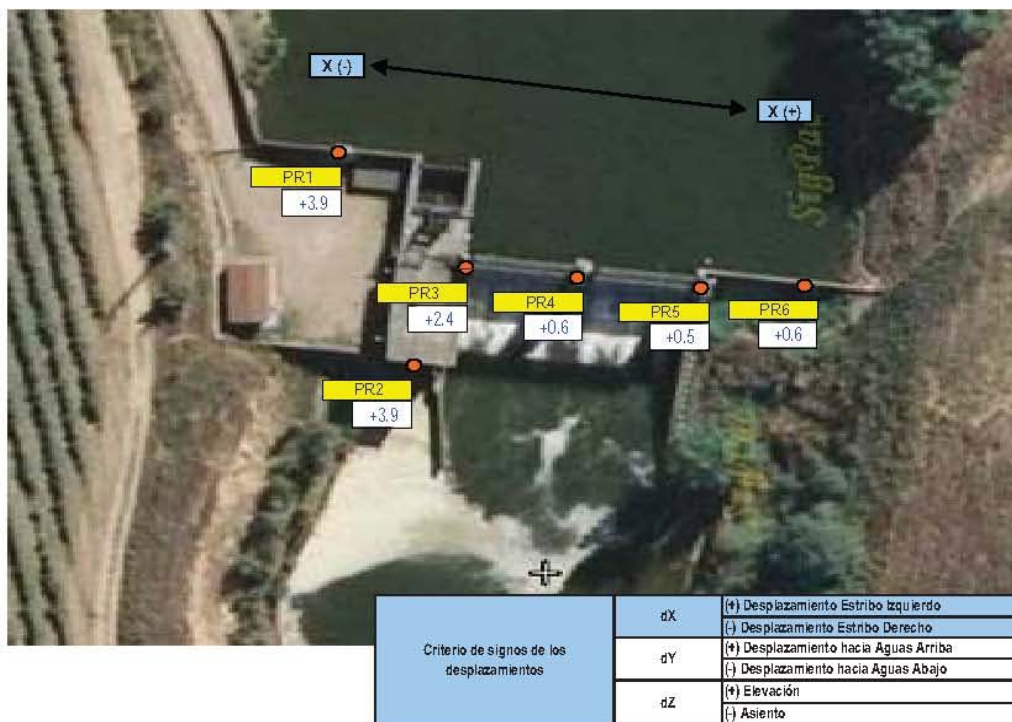 X (-)
X (+)
PR1
+3.9
PR3
+2.4
PR4
+0.6
PR5
+0.5
PR6
+0.6
PR2
+3.9
Criterio de signos de los
desplazamientos
dX
(+) Desplazamiento Estribo Izquierdo
(-) Desplazamiento Estribo Derecho
dY
(+) Desplazamiento hacia Aguas Arriba
(-) Desplazamiento hacia Aguas Abajo
dZ
(+) Elevación
(-) Asiento